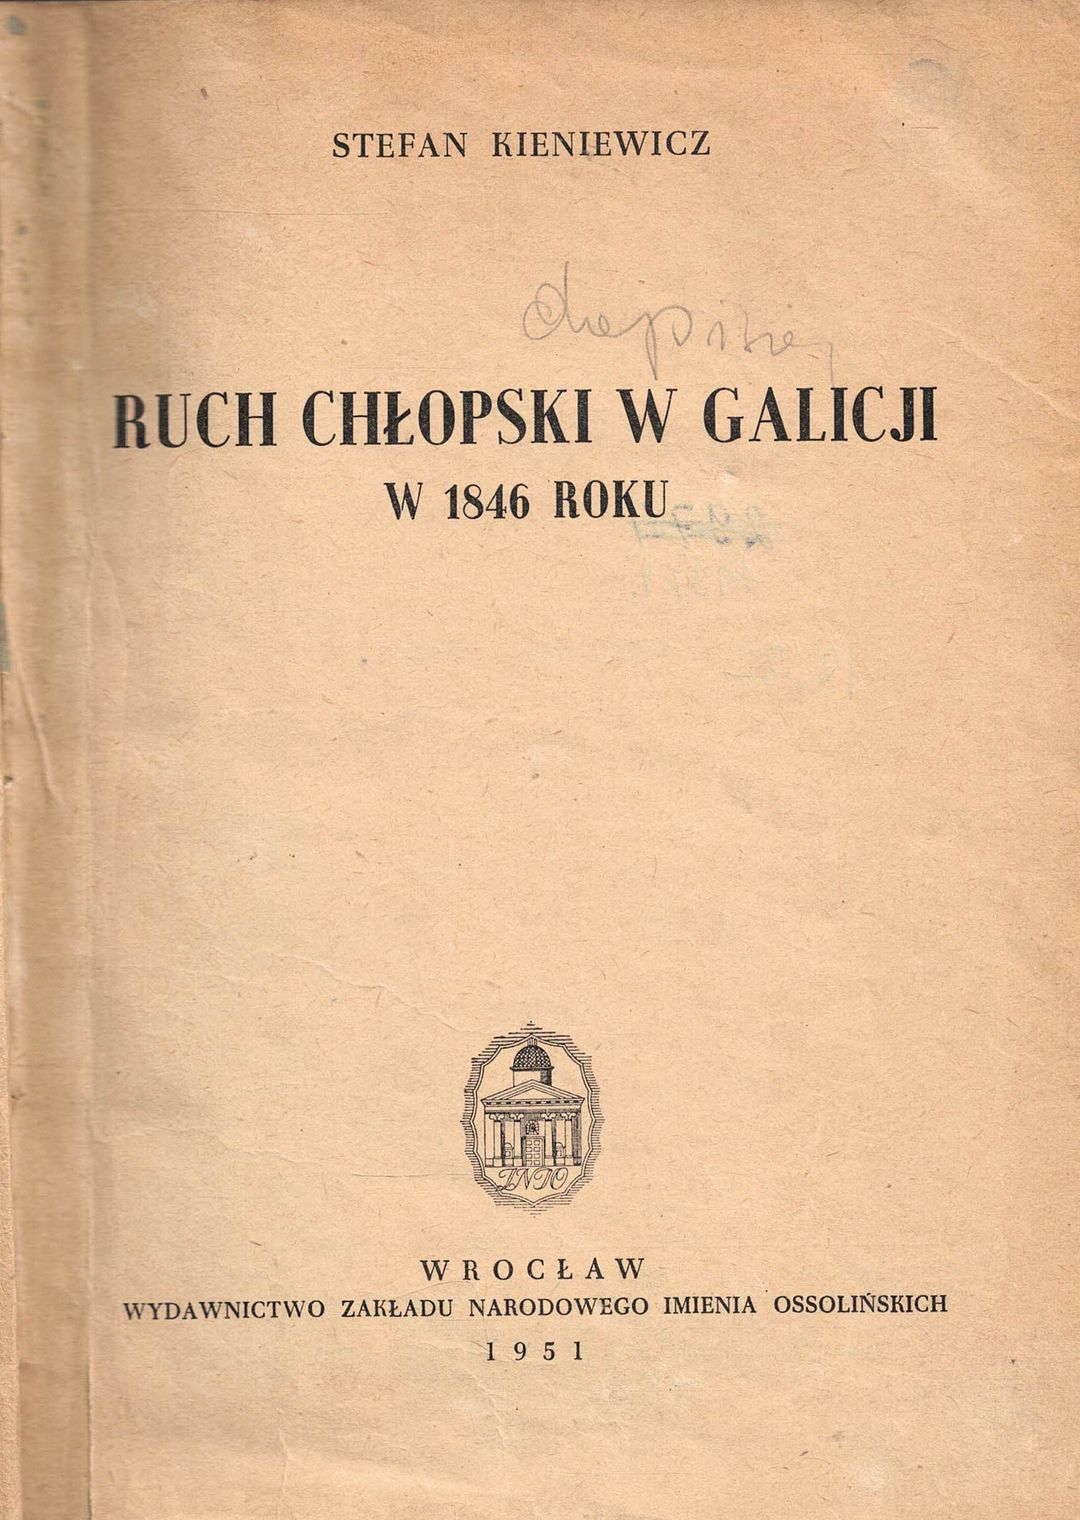 STEFAN KIENIEWICZ
RUCH CHŁOPSKI W GALICJI
W 1846 ROKU
WROCŁAW
WYDAWNICTWO ZAKŁADU NARODOWEGO IMIENIA OSSOLIŃSKICH
1951